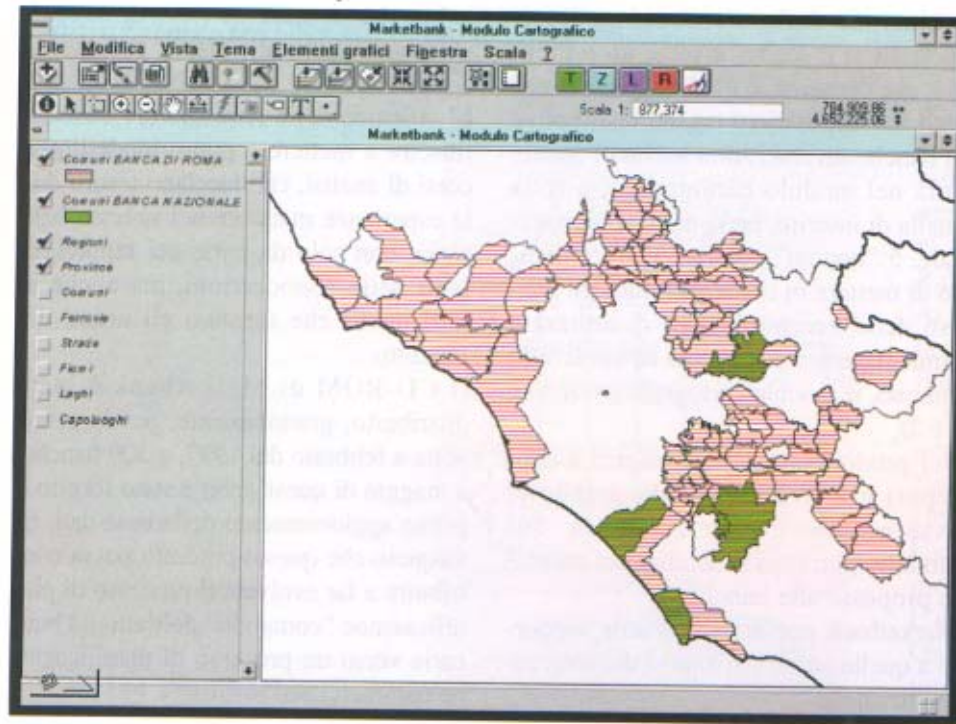 Marketbank - Modulo Cartografico
File Modifica Vista Tema Elementi grafici Finestra Scala ?
T Z L R
T
Scala 1: 877,374
784,909.86
4,652,225.06
Marketbank - Modulo Cartografico
Comuni BANCA DI ROMA
Comuni BANCA NAZIONALE
Regioni
Province
Comuni
Ferrovie
Strade
Fiumi
Laghi
Capoluoghi